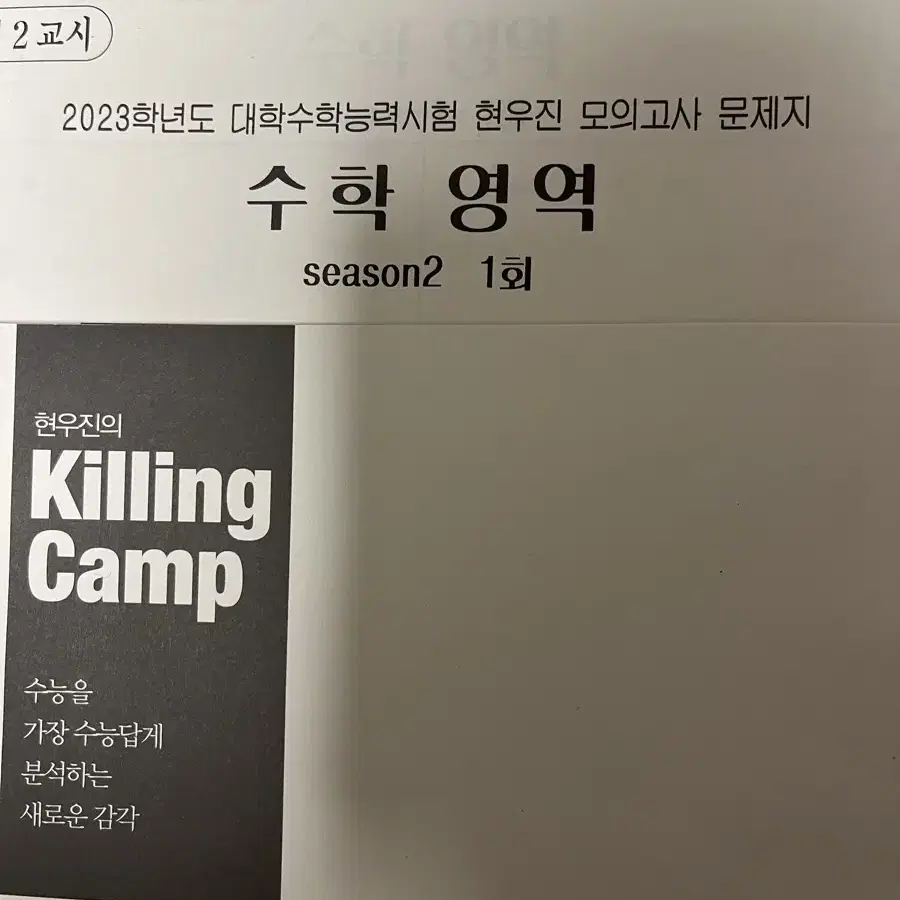 2교시
2023학년도 대학수학능력시험 현우진 모의고사 문제지
수학 영역
season2 1회
현우진의
Killing
Camp
수능을
가장 수능답게
분석하는
새로운 감각